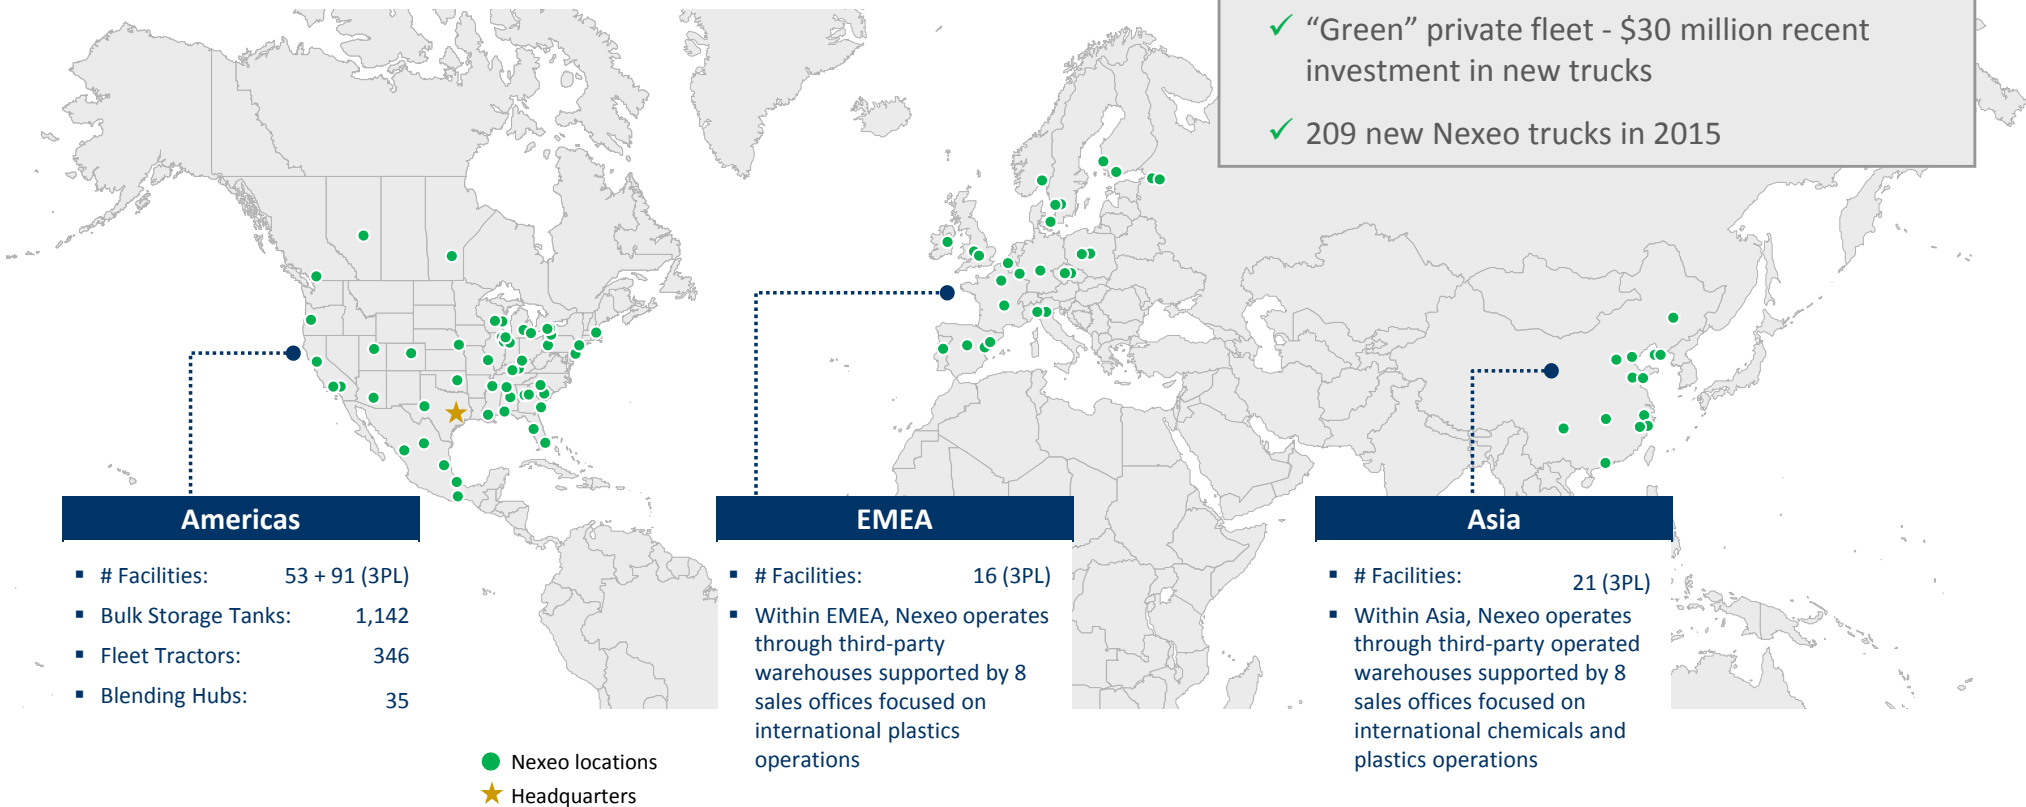 ✓ “Green” private fleet - $30 million recent
investment in new trucks
✓ 209 new Nexeo trucks in 2015
Americas
▪ # Facilities: 53 + 91 (3PL)
▪ Bulk Storage Tanks: 1,142
▪ Fleet Tractors: 346
▪ Blending Hubs: 35
EMEA
▪ # Facilities: 16 (3PL)
▪ Within EMEA, Nexeo operates
through third-party
warehouses supported by 8
sales offices focused on
international plastics
operations
Asia
▪ # Facilities: 21 (3PL)
▪ Within Asia, Nexeo operates
through third-party operated
warehouses supported by 8
sales offices focused on
international chemicals and
plastics operations
Nexeo locations
Headquarters